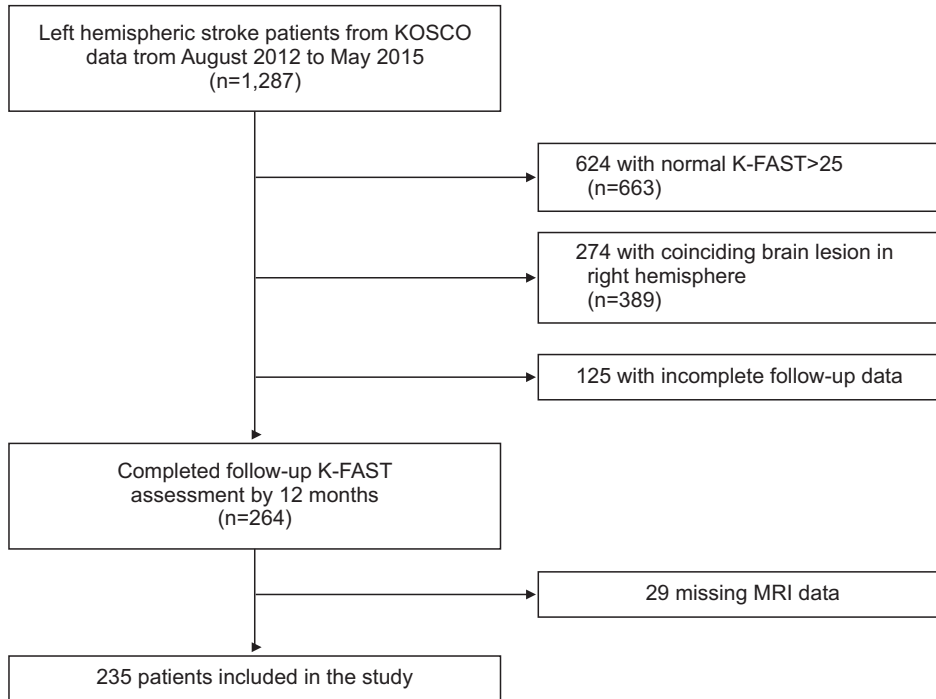 Left hemispheric stroke patients from KOSCO
data trom August 2012 to May 2015
(n=1,287)
624 with normal K-FAST>25
(n=663)
274 with coinciding brain lesion in
right hemisphere
(n=389)
125 with incomplete follow-up data
Completed follow-up K-FAST
assessment by 12 months
(n=264)
29 missing MRI data
235 patients included in the study